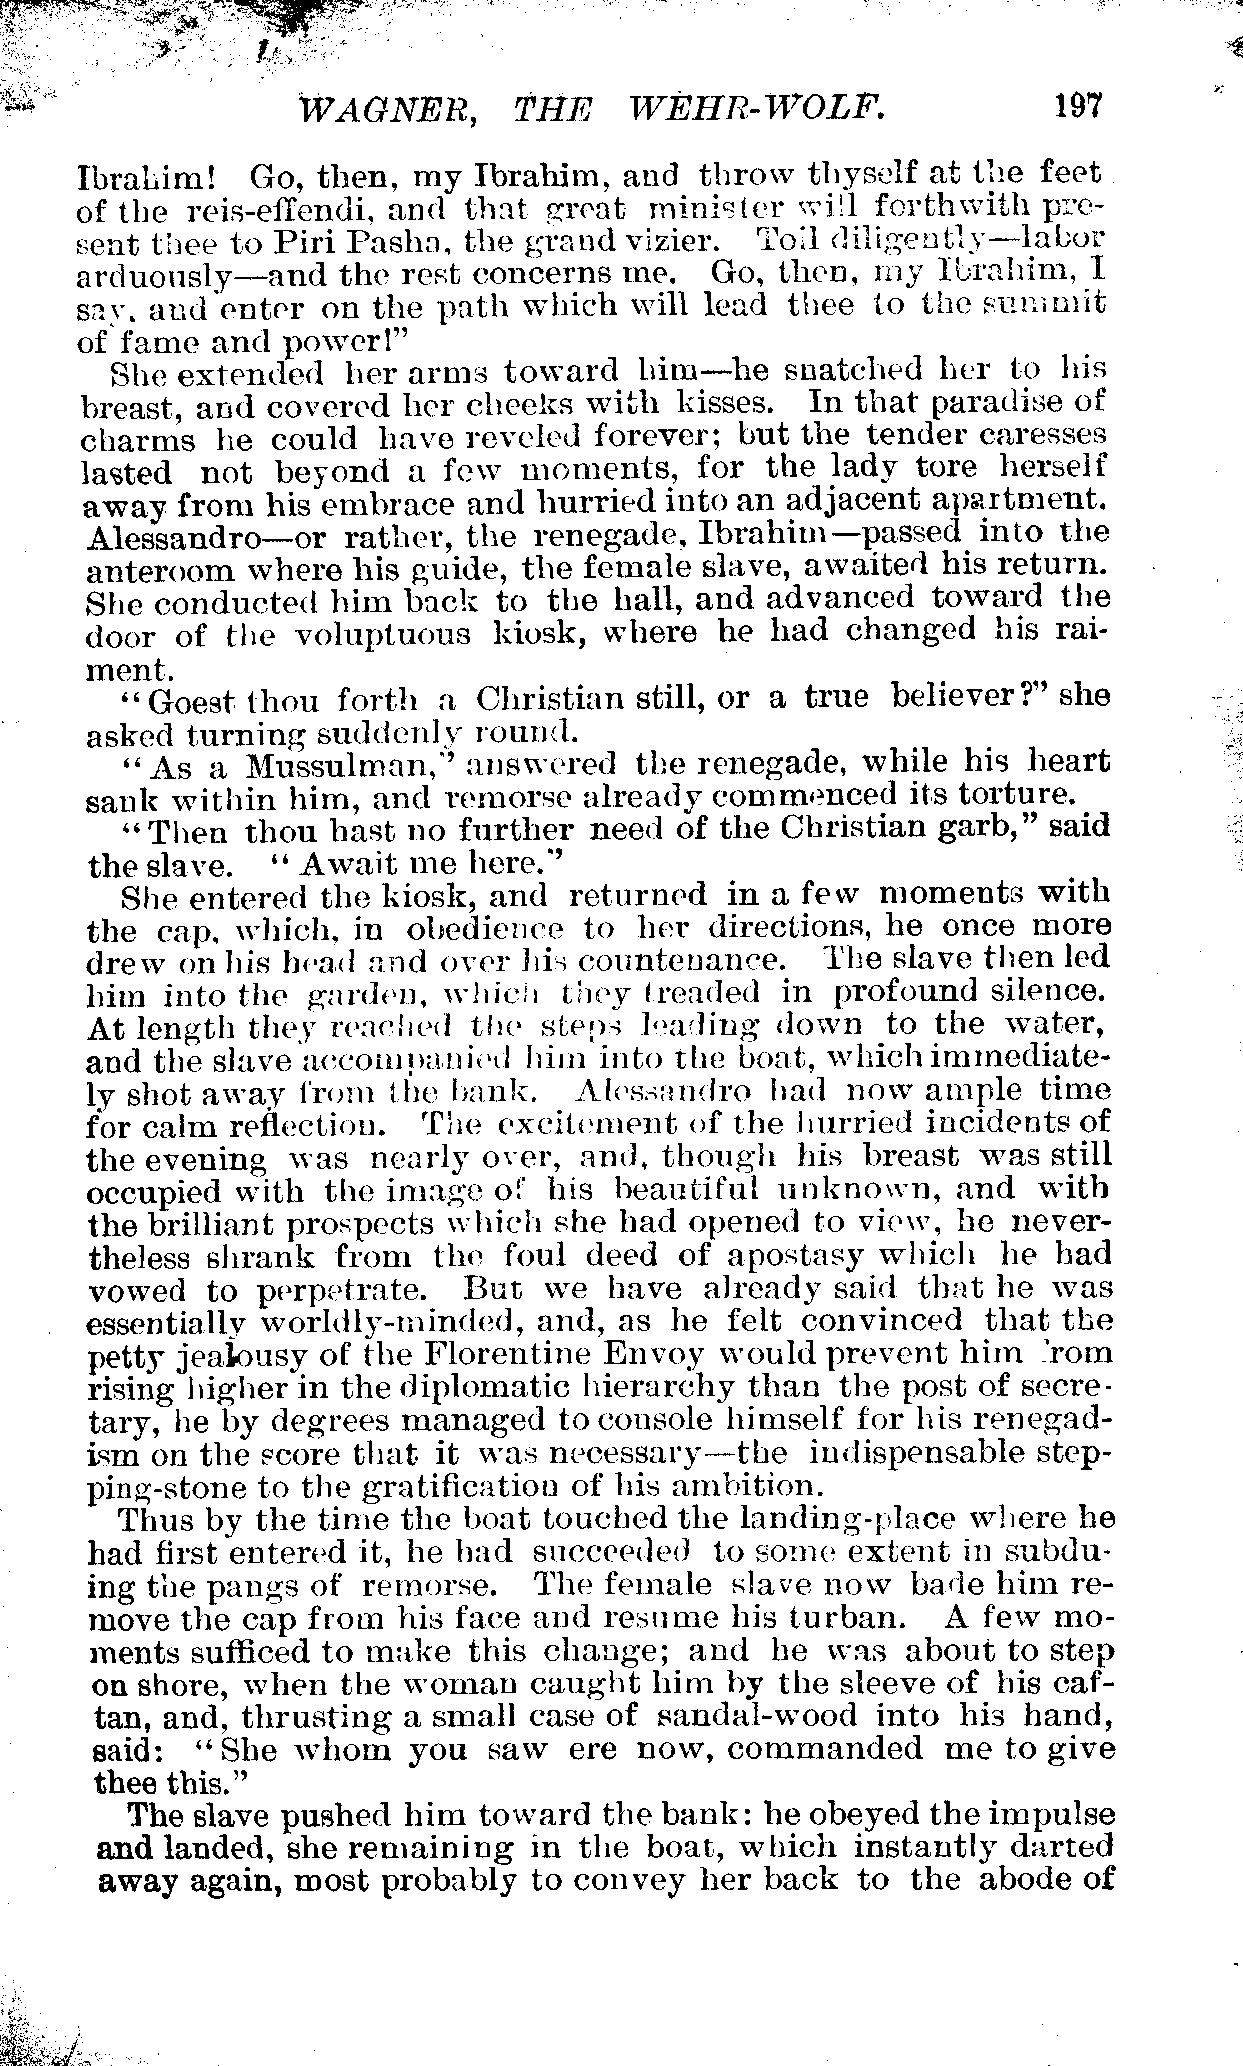 WAGNER, THE WEHR-WOLF. 197
Ibrahim! Go, then, my Ibrahim, and throw thyself at the feet
of the reis-effendi, and that great minister will forthwith pre-
sent thee to Piri Pasha, the grand vizier. Toil diligently—labor
arduously—and the rest concerns me. Go, then, my Ibrahim, I
say, and enter on the path which will lead thee to the summit
of fame and power!"
She extended her arms toward him—he snatched her to his
breast, and covered her cheeks with kisses. In that paradise of
charms he could have reveled forever; but the tender caresses
lasted not beyond a few moments, for the lady tore herself
away from his embrace and hurried into an adjacent apartment.
Alessandro—or rather, the renegade, Ibrahim—passed into the
anteroom where his guide, the female slave, awaited his return.
She conducted him back to the hall, and advanced toward the
door of the voluptuous kiosk, where he had changed his rai-
ment.
"Goest thou forth a Christian still, or a true believer?" she
asked turning suddenly round.
"As a Mussulman," answered the renegade, while his heart
sank within him, and remorse already commenced its torture.
"Then thou hast no further need of the Christian garb," said
the slave. "Await me here."
She entered the kiosk, and returned in a few moments with
the cap, which, in obedience to her directions, he once more
drew on his head and over his countenance. The slave then led
him into the garden, which they treaded in profound silence.
At length they reached the steps leading down to the water,
and the slave accompanied him into the boat, which immediate-
ly shot away from the bank. Alessandro had now ample time
for calm reflection. The excitement of the hurried incidents of
the evening was nearly over, and, though his breast was still
occupied with the image of his beautiful unknown, and with
the brilliant prospects which she had opened to view, he never-
theless shrank from the foul deed of apostasy which he had
vowed to perpetrate. But we have already said that he was
essentially worldly-minded, and, as he felt convinced that the
petty jealousy of the Florentine Envoy would prevent him from
rising higher in the diplomatic hierarchy than the post of secre-
tary, he by degrees managed to console himself for his renegad-
ism on the score that it was necessary—the indispensable step-
ping-stone to the gratification of his ambition.
Thus by the time the boat touched the landing-place where he
had first entered it, he had succeeded to some extent in subdu-
ing the pangs of remorse. The female slave now bade him re-
move the cap from his face and resume his turban. A few mo-
ments sufficed to make this change; and he was about to step
on shore, when the woman caught him by the sleeve of his caf-
tan, and, thrusting a small case of sandal-wood into his hand,
said: "She whom you saw ere now, commanded me to give
thee this."
The slave pushed him toward the bank: he obeyed the impulse
and landed, she remaining in the boat, which instantly darted
away again, most probably to convey her back to the abode of